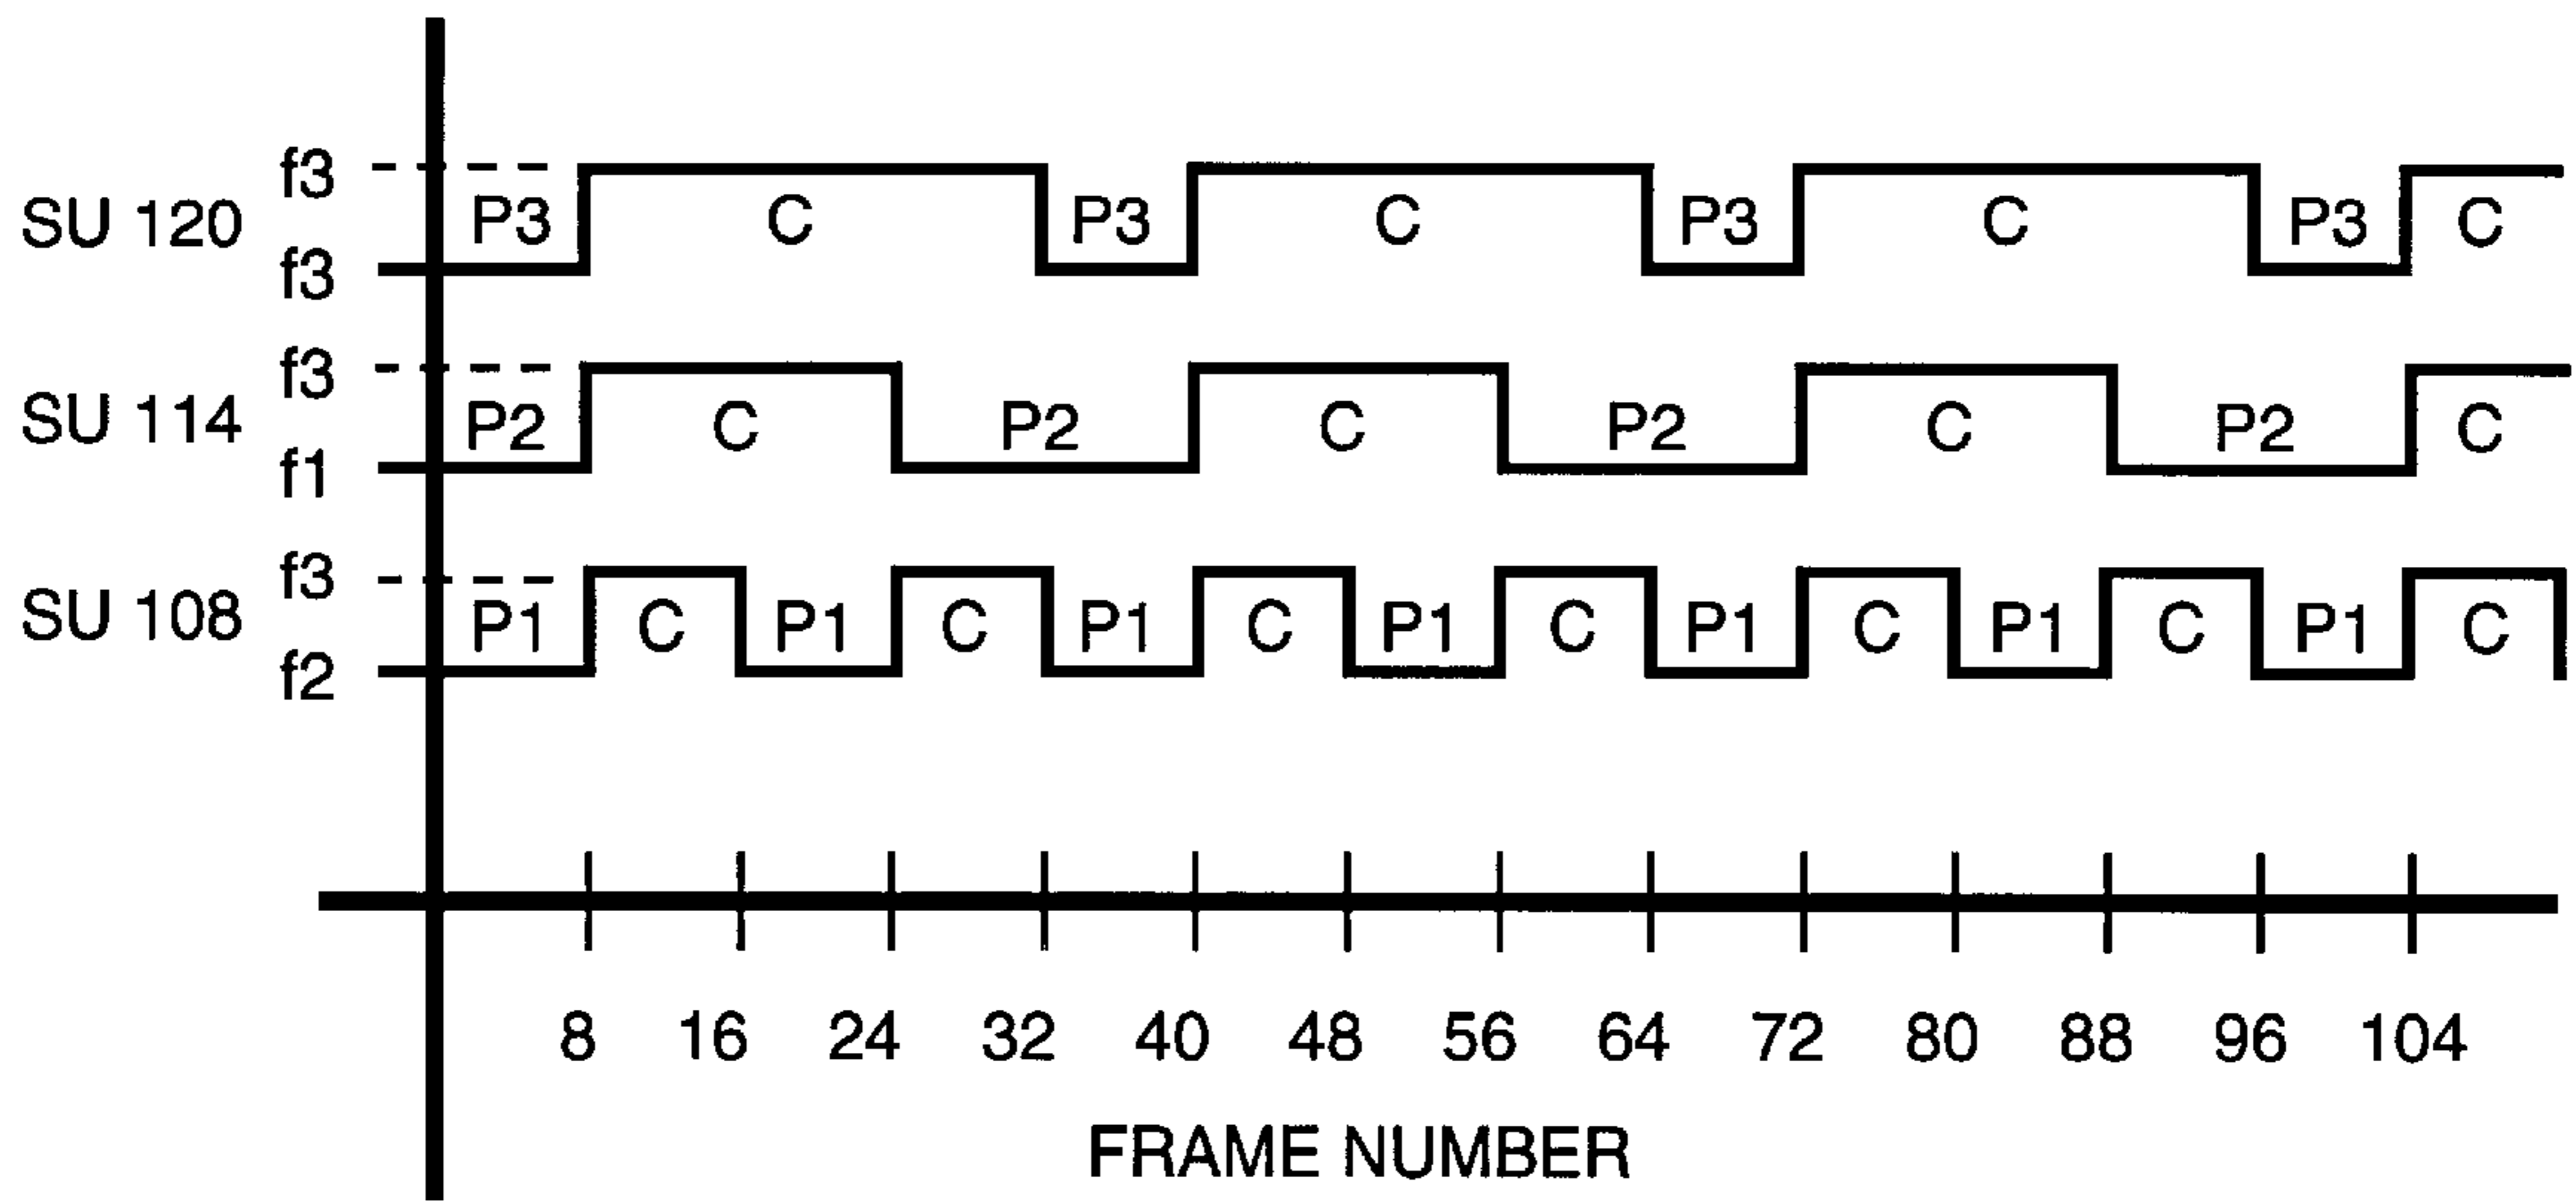 f3
SU 120 P3 C P3 C P3 C P3 C
f3
f3
SU 114 P2 C P2 C P2 C P2 C
f1
f3
SU 108 P1 C P1 C P1 C P1 C P1 C P1 C P1 C
f2
8 16 24 32 40 48 56 64 72 80 88 96 104
FRAME NUMBER